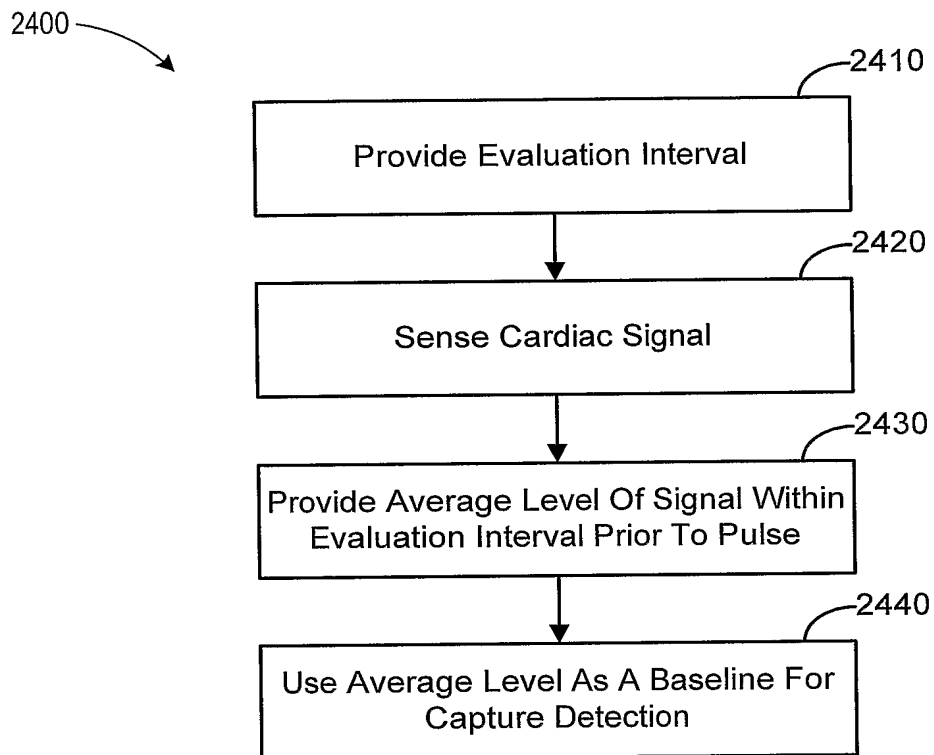 2400
2410
Provide Evaluation Interval
2420
Sense Cardiac Signal
2430
Provide Average Level Of Signal Within
Evaluation Interval Prior To Pulse
2440
Use Average Level As A Baseline For
Capture Detection